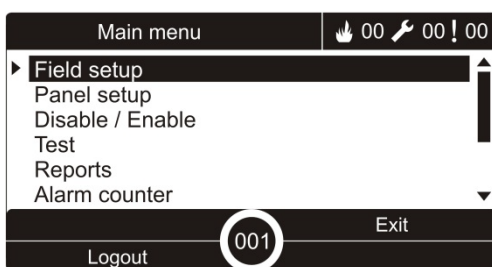 Main menu 00 00 ! 00
Field setup
Panel setup
Disable / Enable
Test
Reports
Alarm counter
Exit
001
Logout